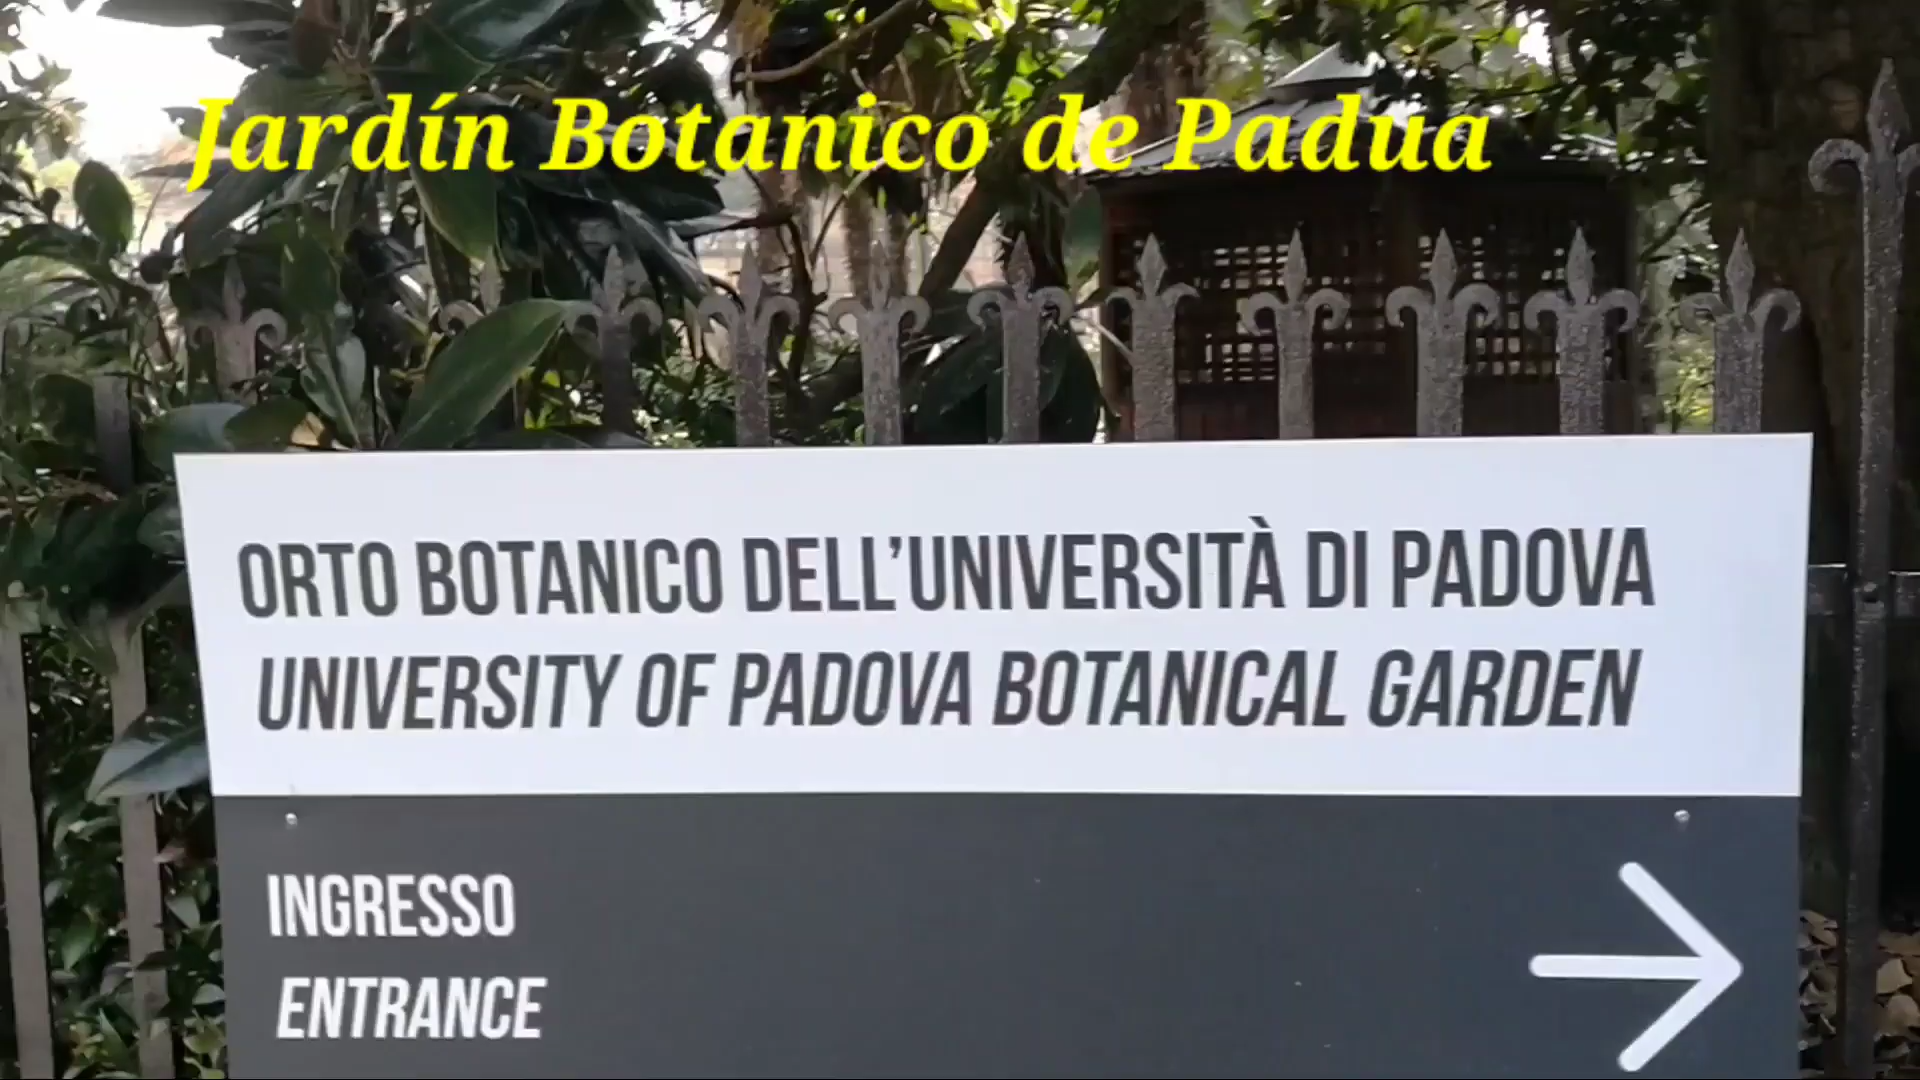 Jardín Botanico de Padua
ORTO BOTANICO DELL’UNIVERSITÀ DI PADOVA
UNIVERSITY OF PADOVA BOTANICAL GARDEN
INGRESSO
ENTRANCE